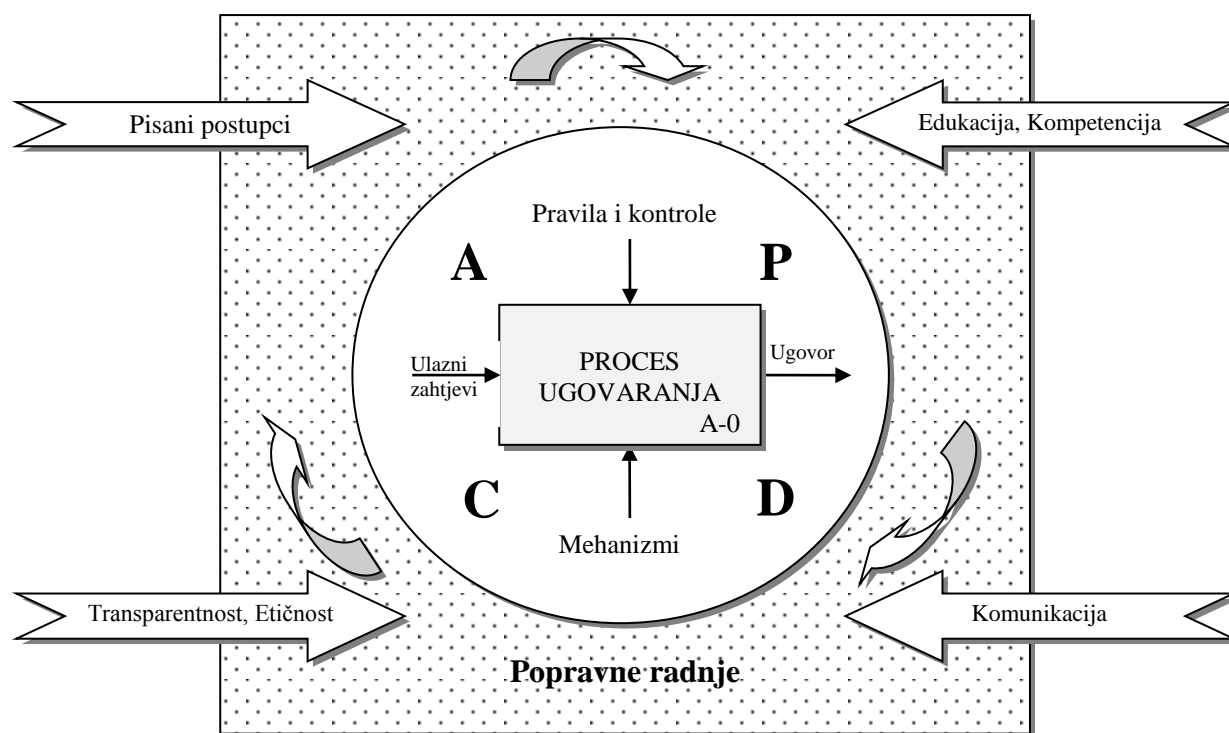 Pisani postupci
Edukacija, Kompetencija
Pravila i kontrole
A
P
Ulazni
zahtjevi
PROCES
UGOVARANJA
A-0
Ugovor
C
D
Mehanizmi
Transparentnost, Etičnost
Komunikacija
Popravne radnje